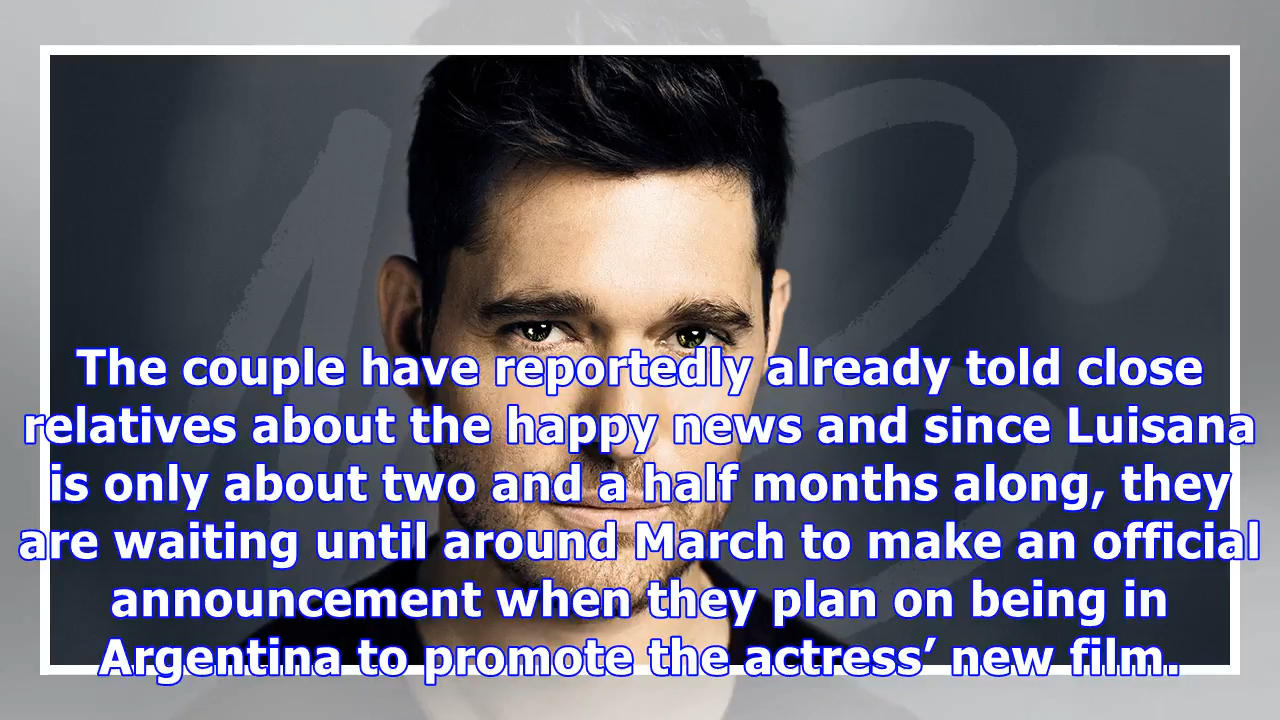 The couple have reportedly already told close
relatives about the happy news and since Luisana
is only about two and a half months along, they
are waiting until around March to make an official
announcement when they plan on being in
Argentina to promote the actress’ new film.